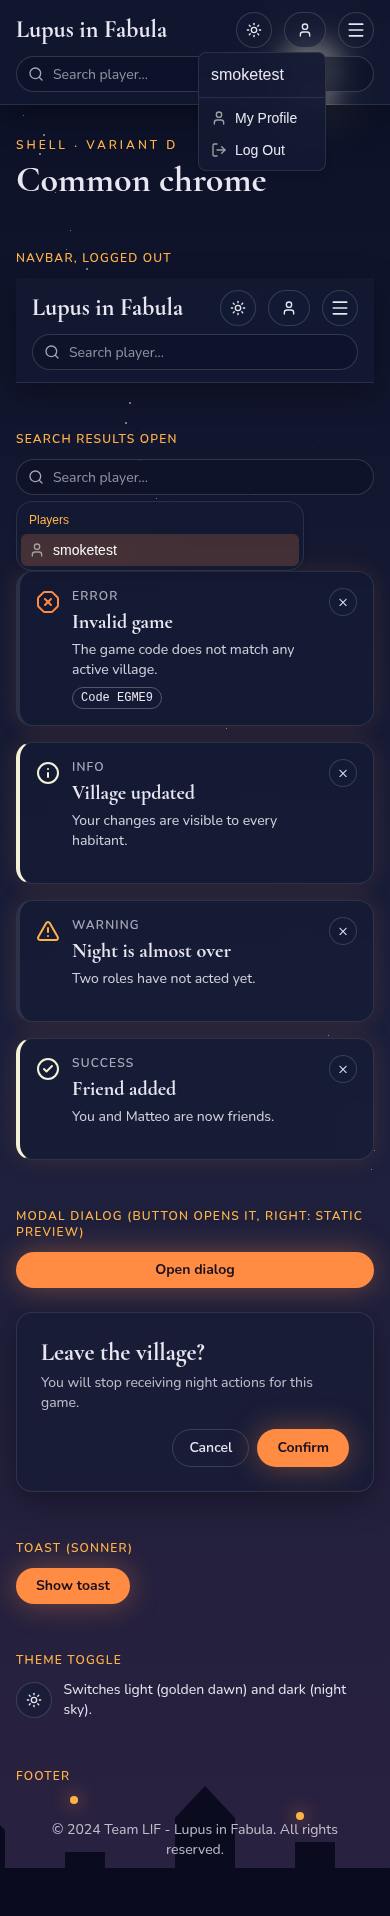 Lupus in Fabula
Search player...
smoketest
My Profile
Log Out
SHELL · VARIANT D
Common chrome
NAVBAR, LOGGED OUT
Lupus in Fabula
Search player...
SEARCH RESULTS OPEN
Search player...
Players
smoketest
ERROR
Invalid game
The game code does not match any
active village.
Code EGME9
INFO
Village updated
Your changes are visible to every
habitant.
WARNING
Night is almost over
Two roles have not acted yet.
SUCCESS
Friend added
You and Matteo are now friends.
MODAL DIALOG (BUTTON OPENS IT, RIGHT: STATIC
PREVIEW)
Open dialog
Leave the village?
You will stop receiving night actions for this
game.
Cancel
Confirm
TOAST (SONNER)
Show toast
THEME TOGGLE
Switches light (golden dawn) and dark (night
sky).
FOOTER
© 2024 Team LIF - Lupus in Fabula. All rights
reserved.